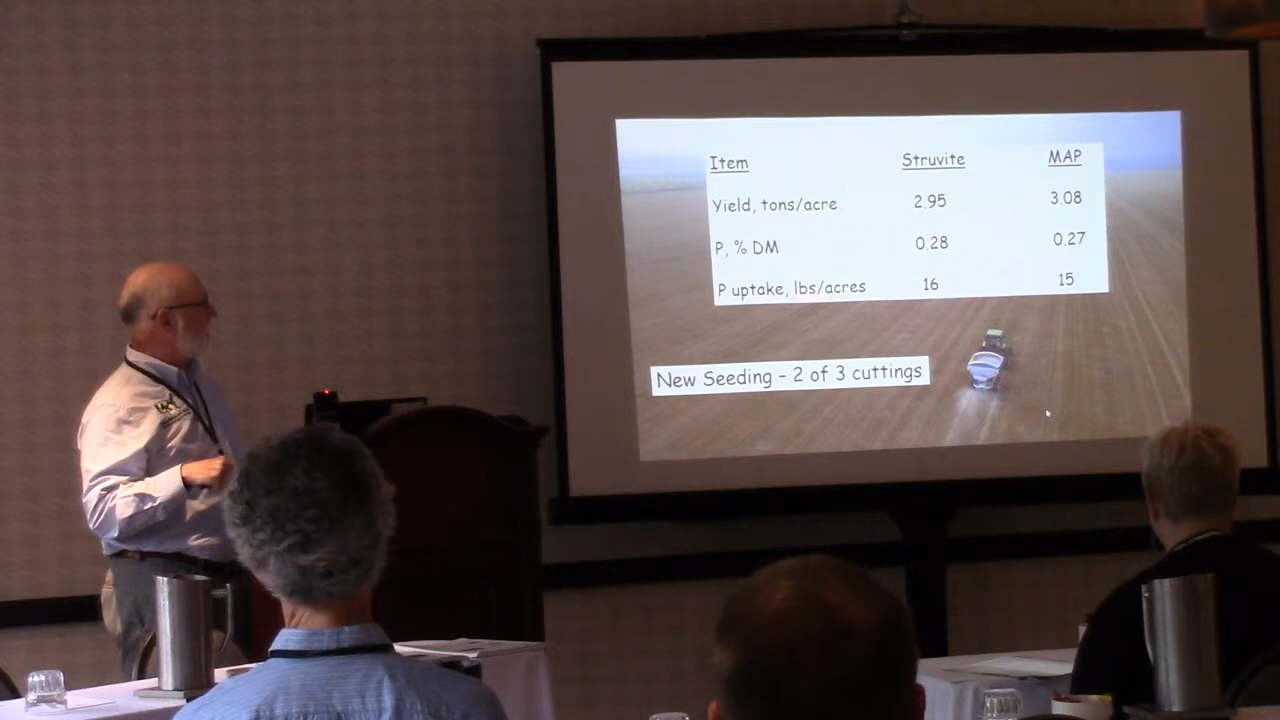 Item Struvite MAP
Yield, tons/acre 2.95 3.08
P, % DM 0.28 0.27
P uptake, lbs/acres 16 15
New Seeding - 2 of 3 cuttings